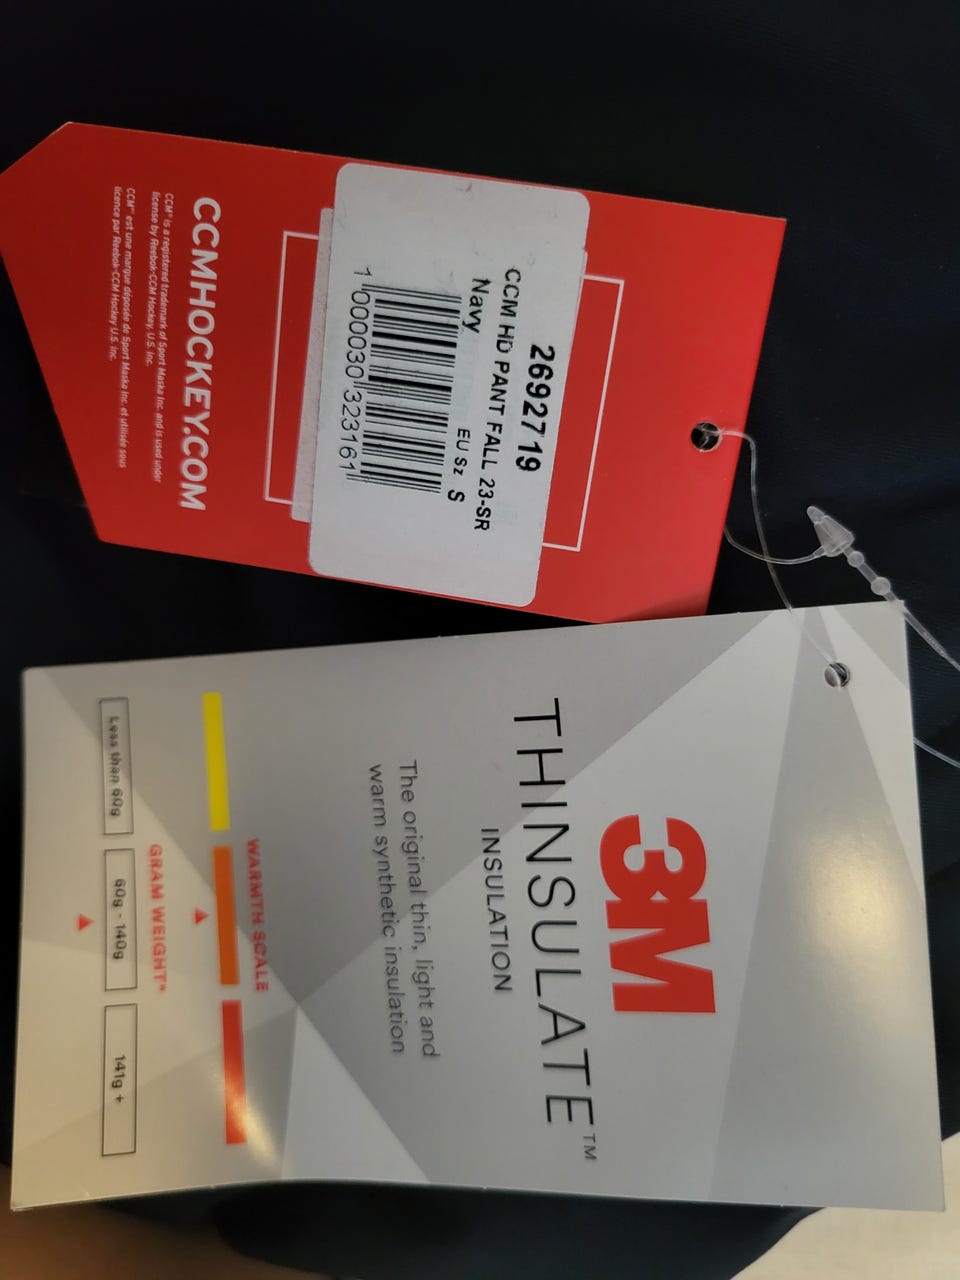 2692719
CCM HD PANT FALL 23-SR
Navy
EU Sz S
1 000030 323161
CCMHOCKEY.COM
CCM® is a registered trademark of Sport Maska Inc. and is used under
license by Reebok-CCM Hockey, U.S. Inc.
CCM™ est une marque déposée de Sport Maska Inc. et utilisée sous
licence par Reebok-CCM Hockey U.S. Inc.
3M
THINSULATE™
INSULATION
The original thin, light and
warm synthetic insulation
WARMTH SCALE
GRAM WEIGHT*
Less than 60g
60g - 140g
141g +